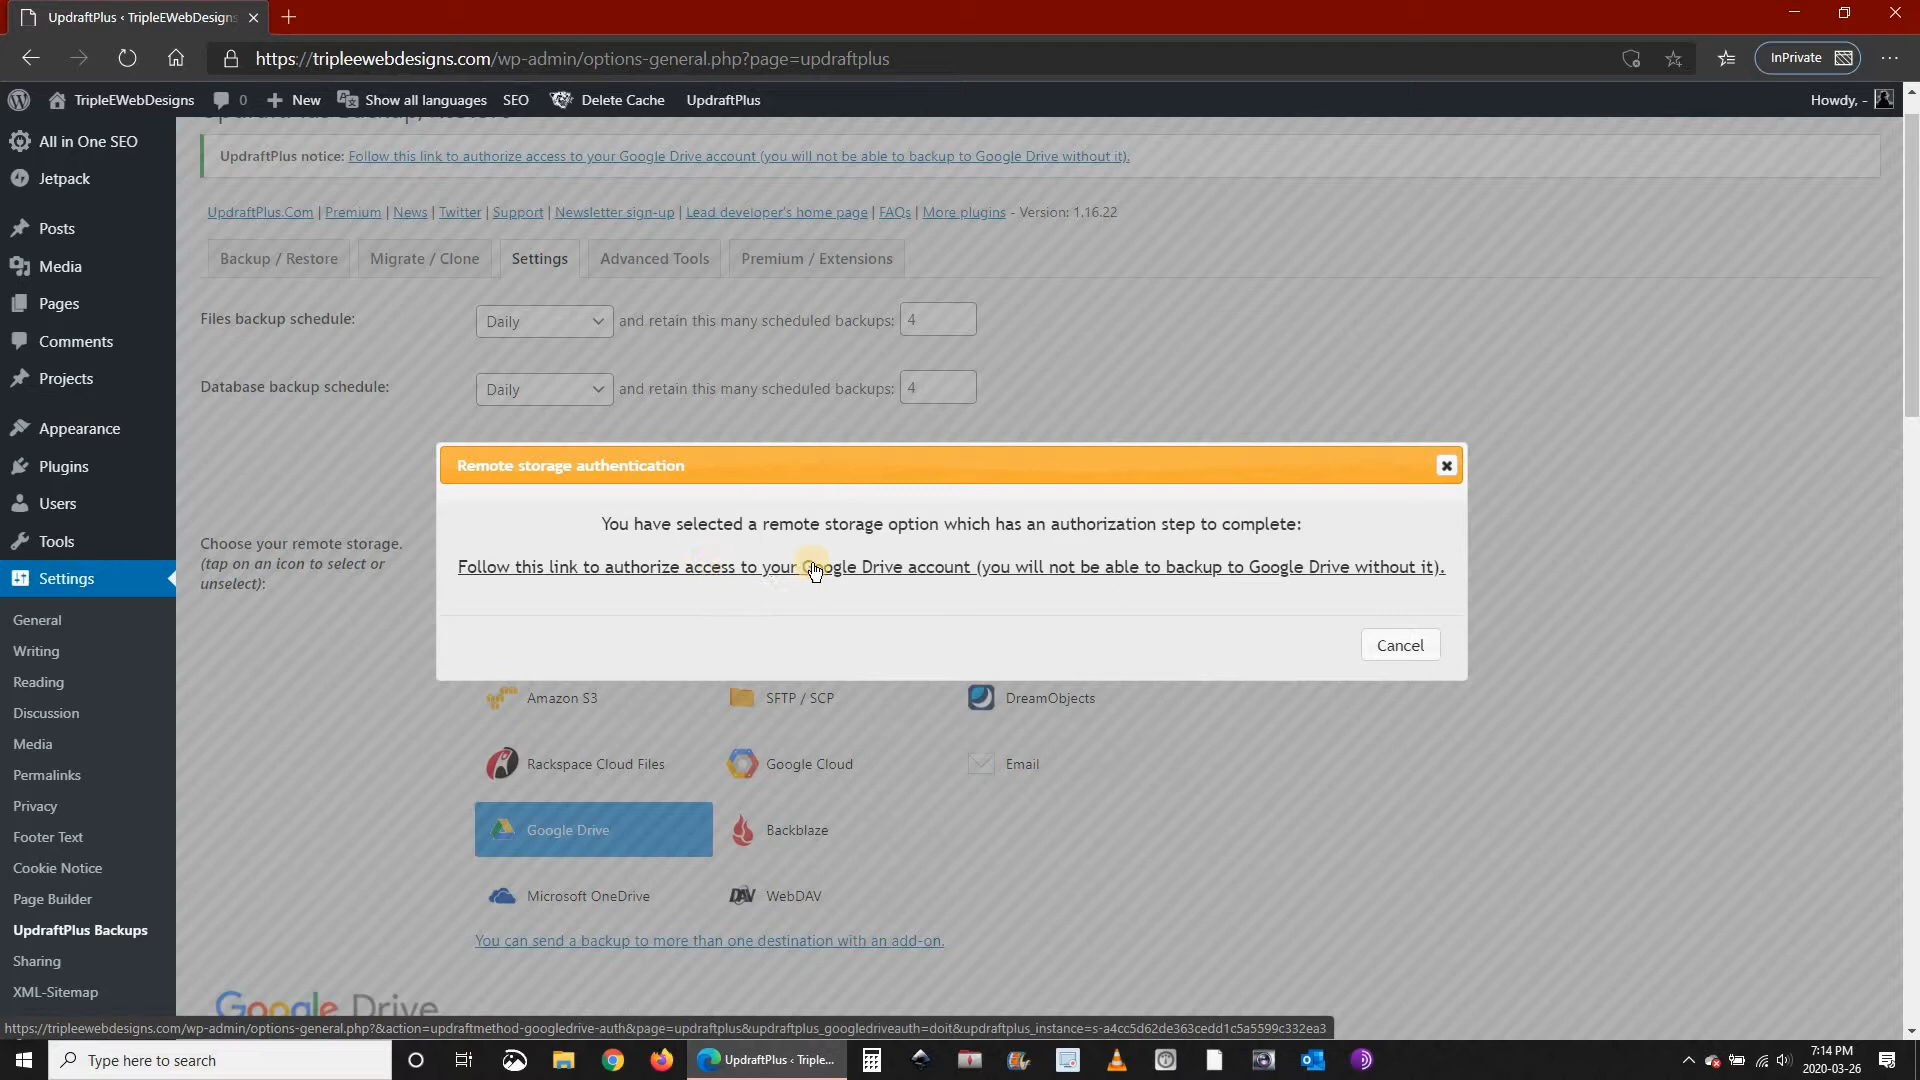 UpdraftPlus ‹ TripleEWebDesigns
https://tripleewebdesigns.com/wp-admin/options-general.php?page=updraftplus
InPrivate
TripleEWebDesigns 0 New Show all languages SEO Delete Cache UpdraftPlus
Howdy, -
All in One SEO
Jetpack
Posts
Media
Pages
Comments
Projects
Appearance
Plugins
Users
Tools
Settings
General
Writing
Reading
Discussion
Media
Permalinks
Privacy
Footer Text
Cookie Notice
Page Builder
UpdraftPlus Backups
Sharing
XML-Sitemap
UpdraftPlus notice: Follow this link to authorize access to your Google Drive account (you will not be able to backup to Google Drive without it).
UpdraftPlus.Com | Premium | News | Twitter | Support | Newsletter sign-up | Lead developer's home page | FAQs | More plugins - Version: 1.16.22
Backup / Restore
Migrate / Clone
Settings
Advanced Tools
Premium / Extensions
Files backup schedule:
Daily and retain this many scheduled backups: 4
Database backup schedule:
Daily and retain this many scheduled backups: 4
Remote storage authentication
You have selected a remote storage option which has an authorization step to complete:
Follow this link to authorize access to your Google Drive account (you will not be able to backup to Google Drive without it).
Cancel
Choose your remote storage.
(tap on an icon to select or
unselect):
Amazon S3
SFTP / SCP
DreamObjects
Rackspace Cloud Files
Google Cloud
Email
Google Drive
Backblaze
Microsoft OneDrive
DAV WebDAV
You can send a backup to more than one destination with an add-on.
Google Drive
https://tripleewebdesigns.com/wp-admin/options-general.php?&action=updraftmethod-googledrive-auth&page=updraftplus&updraftplus_googledriveauth=doit&updraftplus_instance=s-a4cc5d62de363cedd1c5a5599c332ea3
Type here to search
UpdraftPlus ‹ Triple...
7:14 PM
2020-03-26